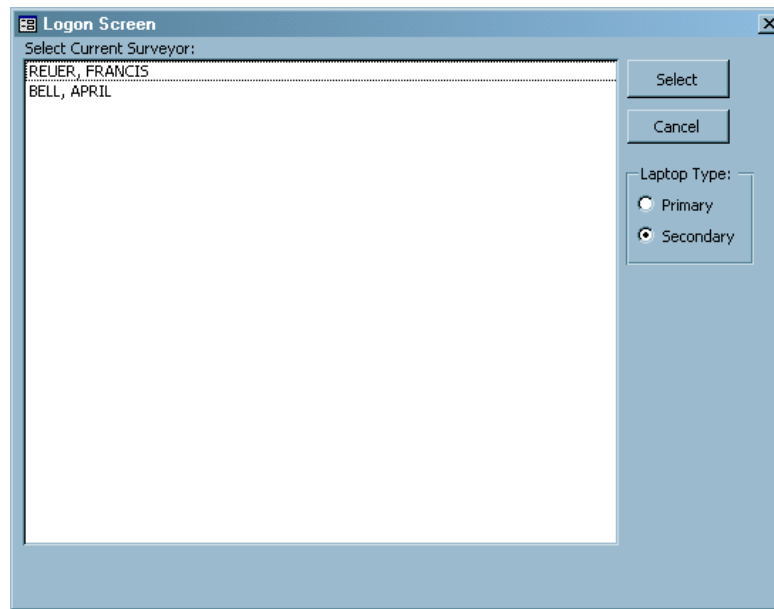 Logon Screen
Select Current Surveyor:
REUER, FRANCIS
BELL, APRIL
Select
Cancel
Laptop Type:
Primary
Secondary